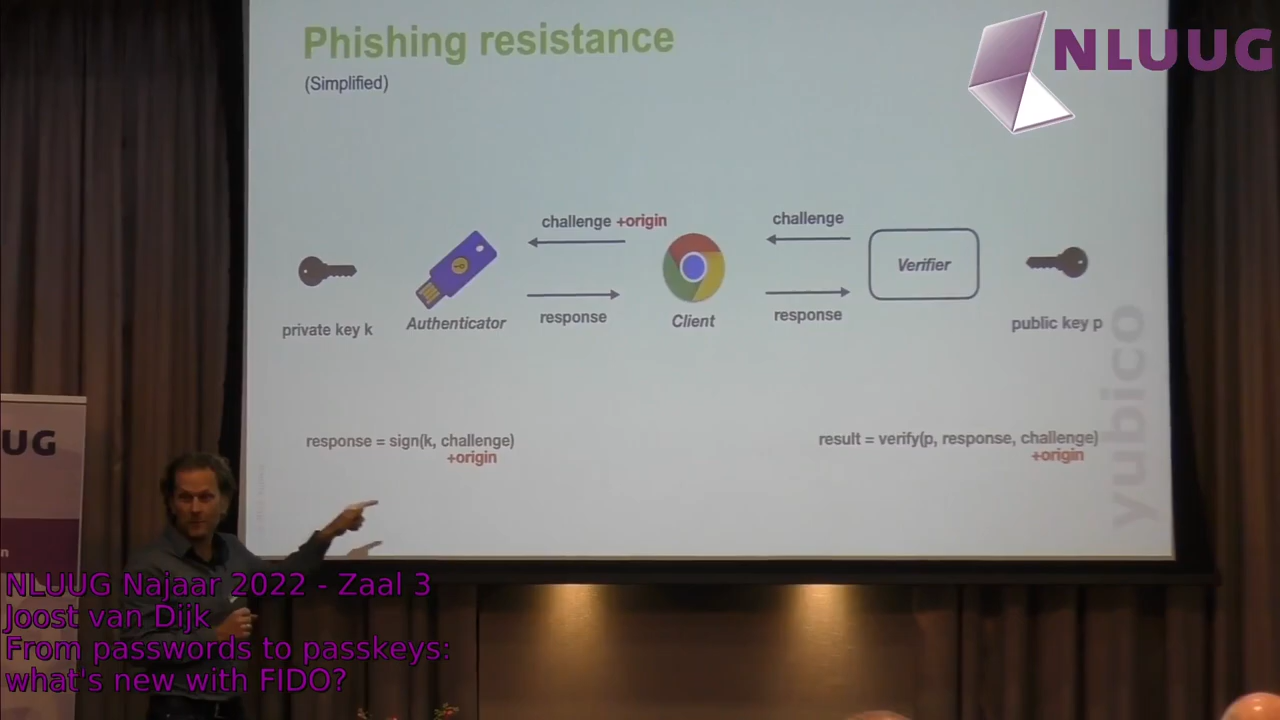 Phishing resistance
(Simplified)
NLUUG
challenge +origin
challenge
Verifier
response
response
private key k
Authenticator
Client
public key p
response = sign(k, challenge)
+origin
result = verify(p, response, challenge)
+origin
yubico
UG
n
NLUUG Najaar 2022 - Zaal 3
Joost van Dijk
From passwords to passkeys:
what's new with FIDO?